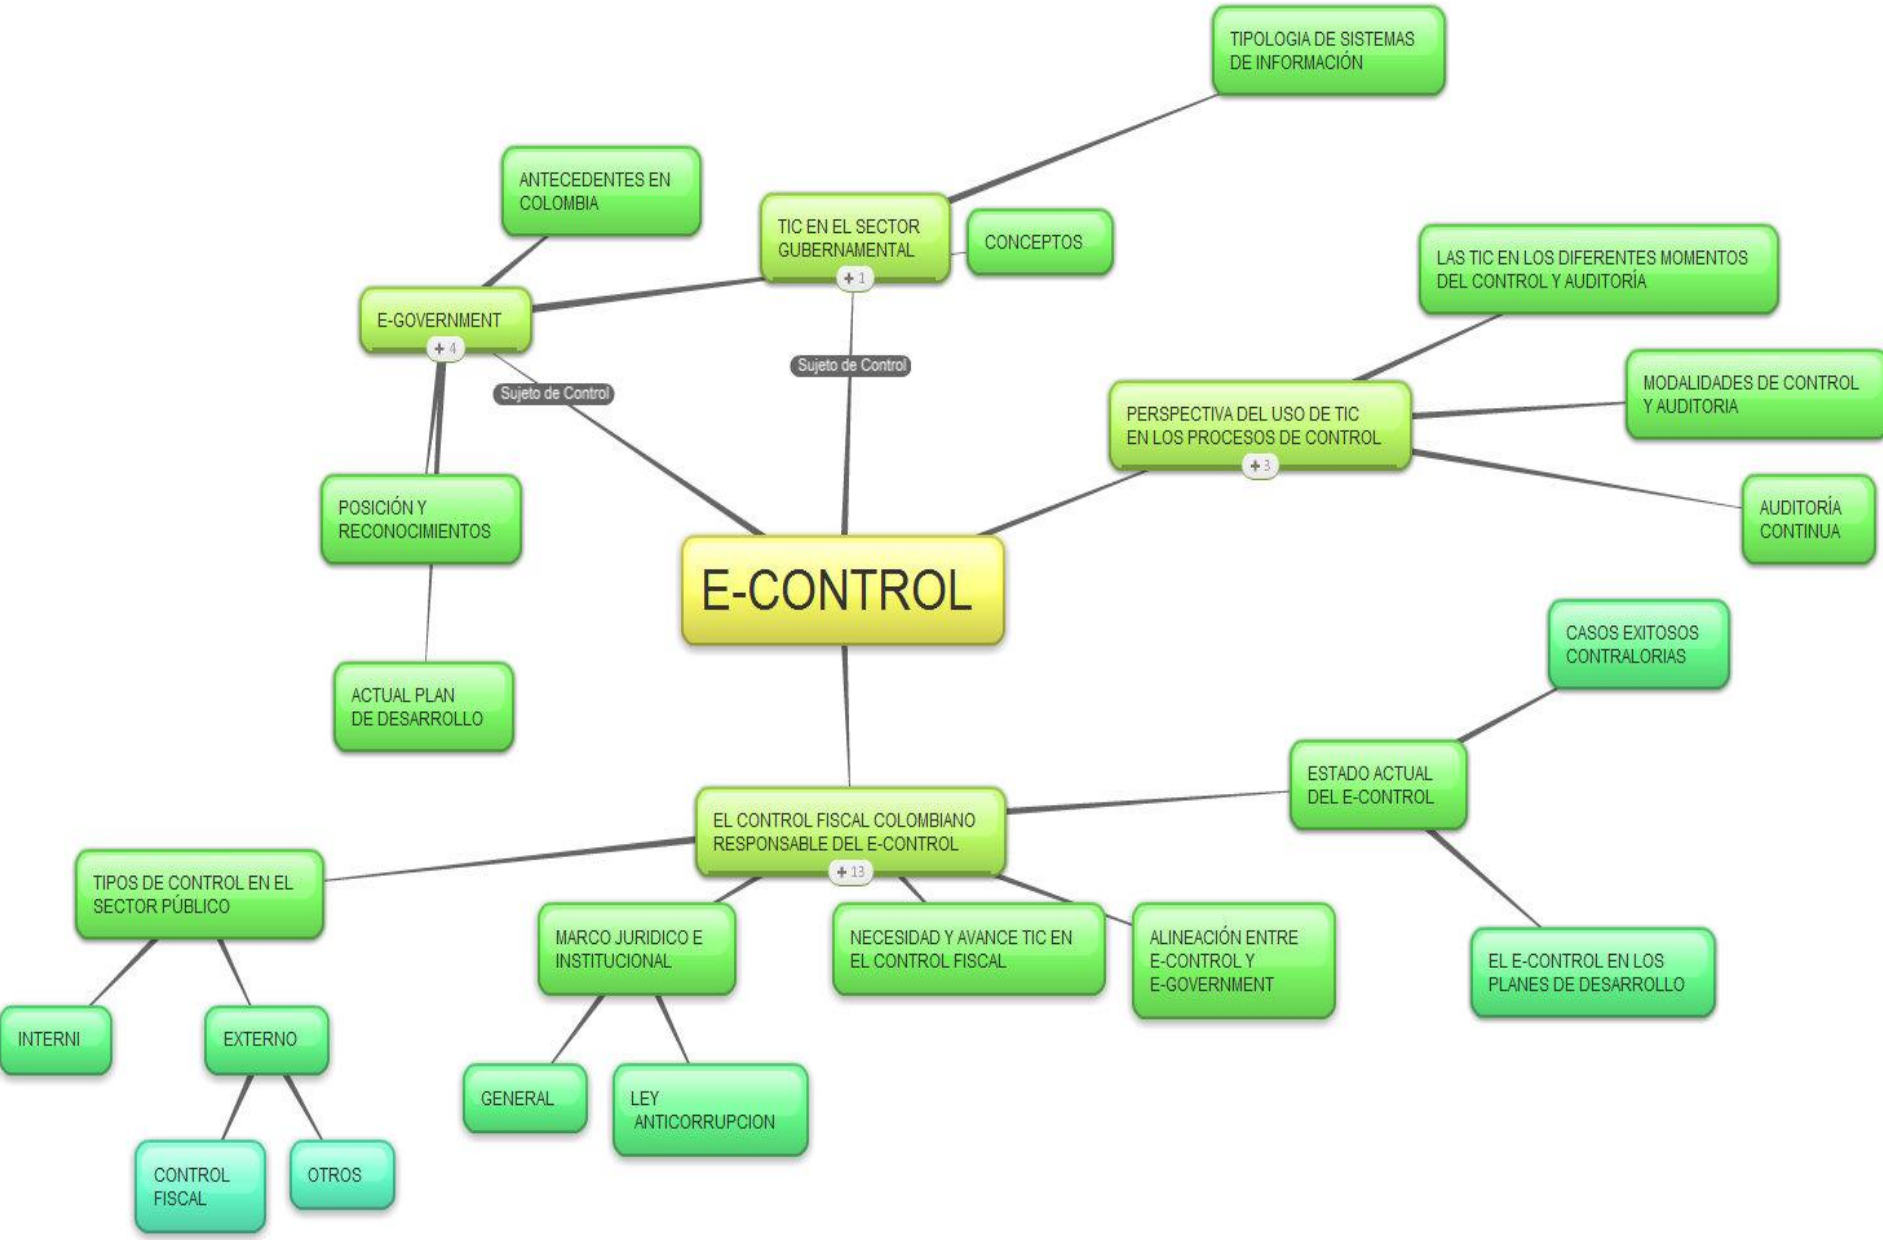 TIPOLOGIA DE SISTEMAS
DE INFORMACIÓN
ANTECEDENTES EN
COLOMBIA
TIC EN EL SECTOR
GUBERNAMENTAL
+ 1
CONCEPTOS
LAS TIC EN LOS DIFERENTES MOMENTOS
DEL CONTROL Y AUDITORÍA
E-GOVERNMENT
+ 4
Sujeto de Control
Sujeto de Control
MODALIDADES DE CONTROL
Y AUDITORIA
PERSPECTIVA DEL USO DE TIC
EN LOS PROCESOS DE CONTROL
+ 3
POSICIÓN Y
RECONOCIMIENTOS
AUDITORÍA
CONTINUA
E-CONTROL
CASOS EXITOSOS
CONTRALORIAS
ACTUAL PLAN
DE DESARROLLO
ESTADO ACTUAL
DEL E-CONTROL
EL CONTROL FISCAL COLOMBIANO
RESPONSABLE DEL E-CONTROL
+ 13
TIPOS DE CONTROL EN EL
SECTOR PÚBLICO
MARCO JURIDICO E
INSTITUCIONAL
NECESIDAD Y AVANCE TIC EN
EL CONTROL FISCAL
ALINEACIÓN ENTRE
E-CONTROL Y
E-GOVERNMENT
EL E-CONTROL EN LOS
PLANES DE DESARROLLO
INTERNI
EXTERNO
GENERAL
LEY
ANTICORRUPCION
CONTROL
FISCAL
OTROS